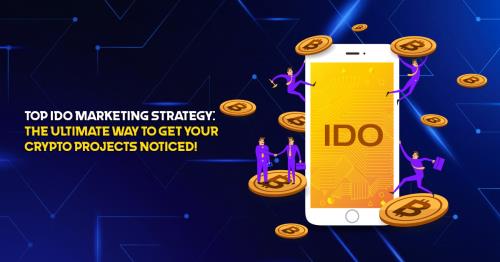 TOP IDO MARKETING STRATEGY:
THE ULTIMATE WAY TO GET YOUR
CRYPTO PROJECTS NOTICED!
IDO